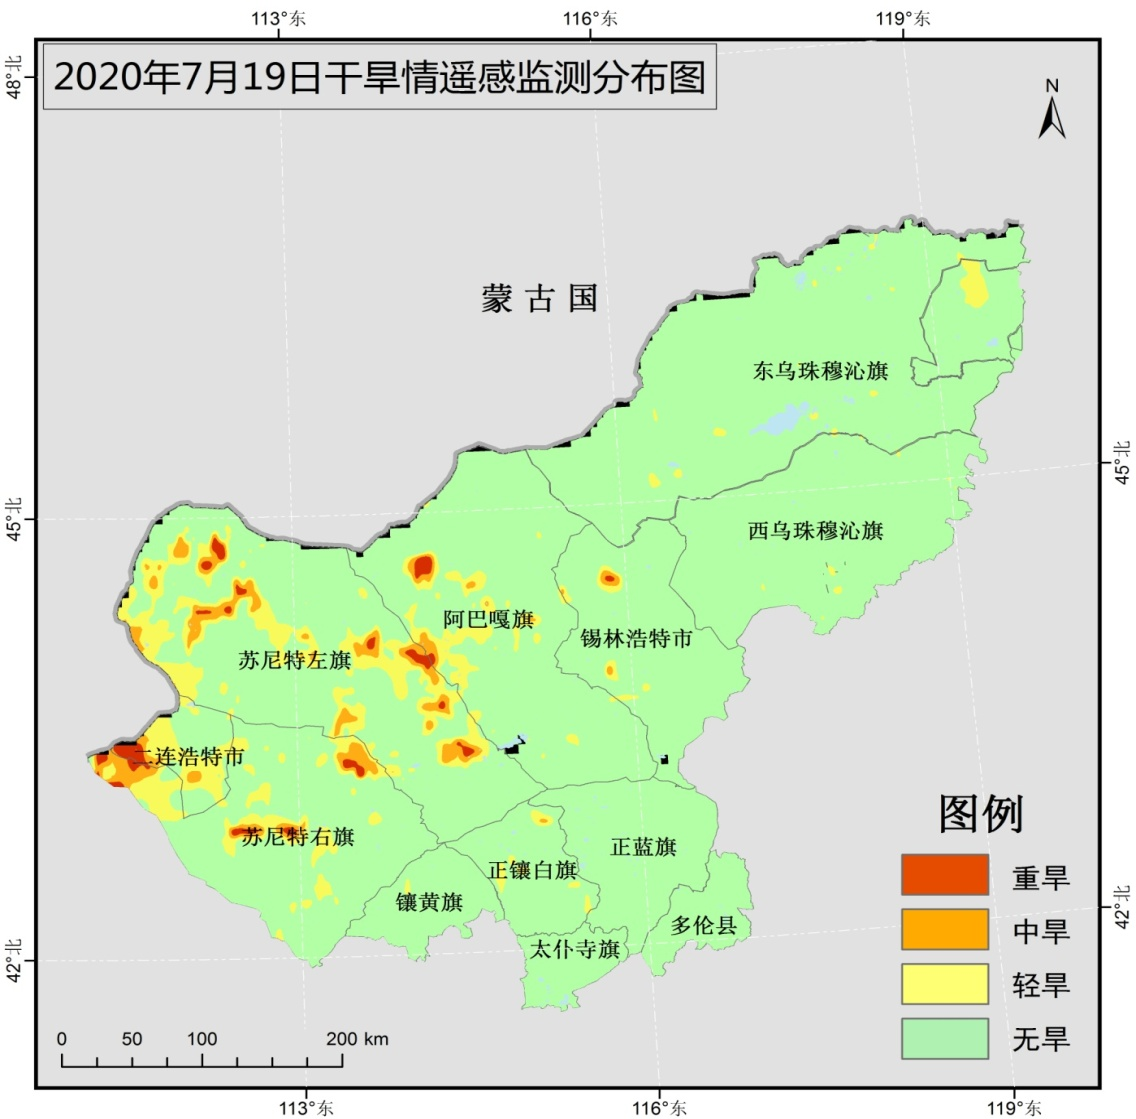 113°东
116°东
119°东
48°北
2020年7月19日干旱情遥感监测分布图
N
蒙古国
东乌珠穆沁旗
45°北
45°北
西乌珠穆沁旗
阿巴嘎旗
锡林浩特市
苏尼特左旗
二连浩特市
图例
苏尼特右旗
正蓝旗
正镶白旗
重旱
镶黄旗
多伦县
42°北
中旱
太仆寺旗
42°北
轻旱
无旱
0 50 100 200 km
113°东
116°东
119°东